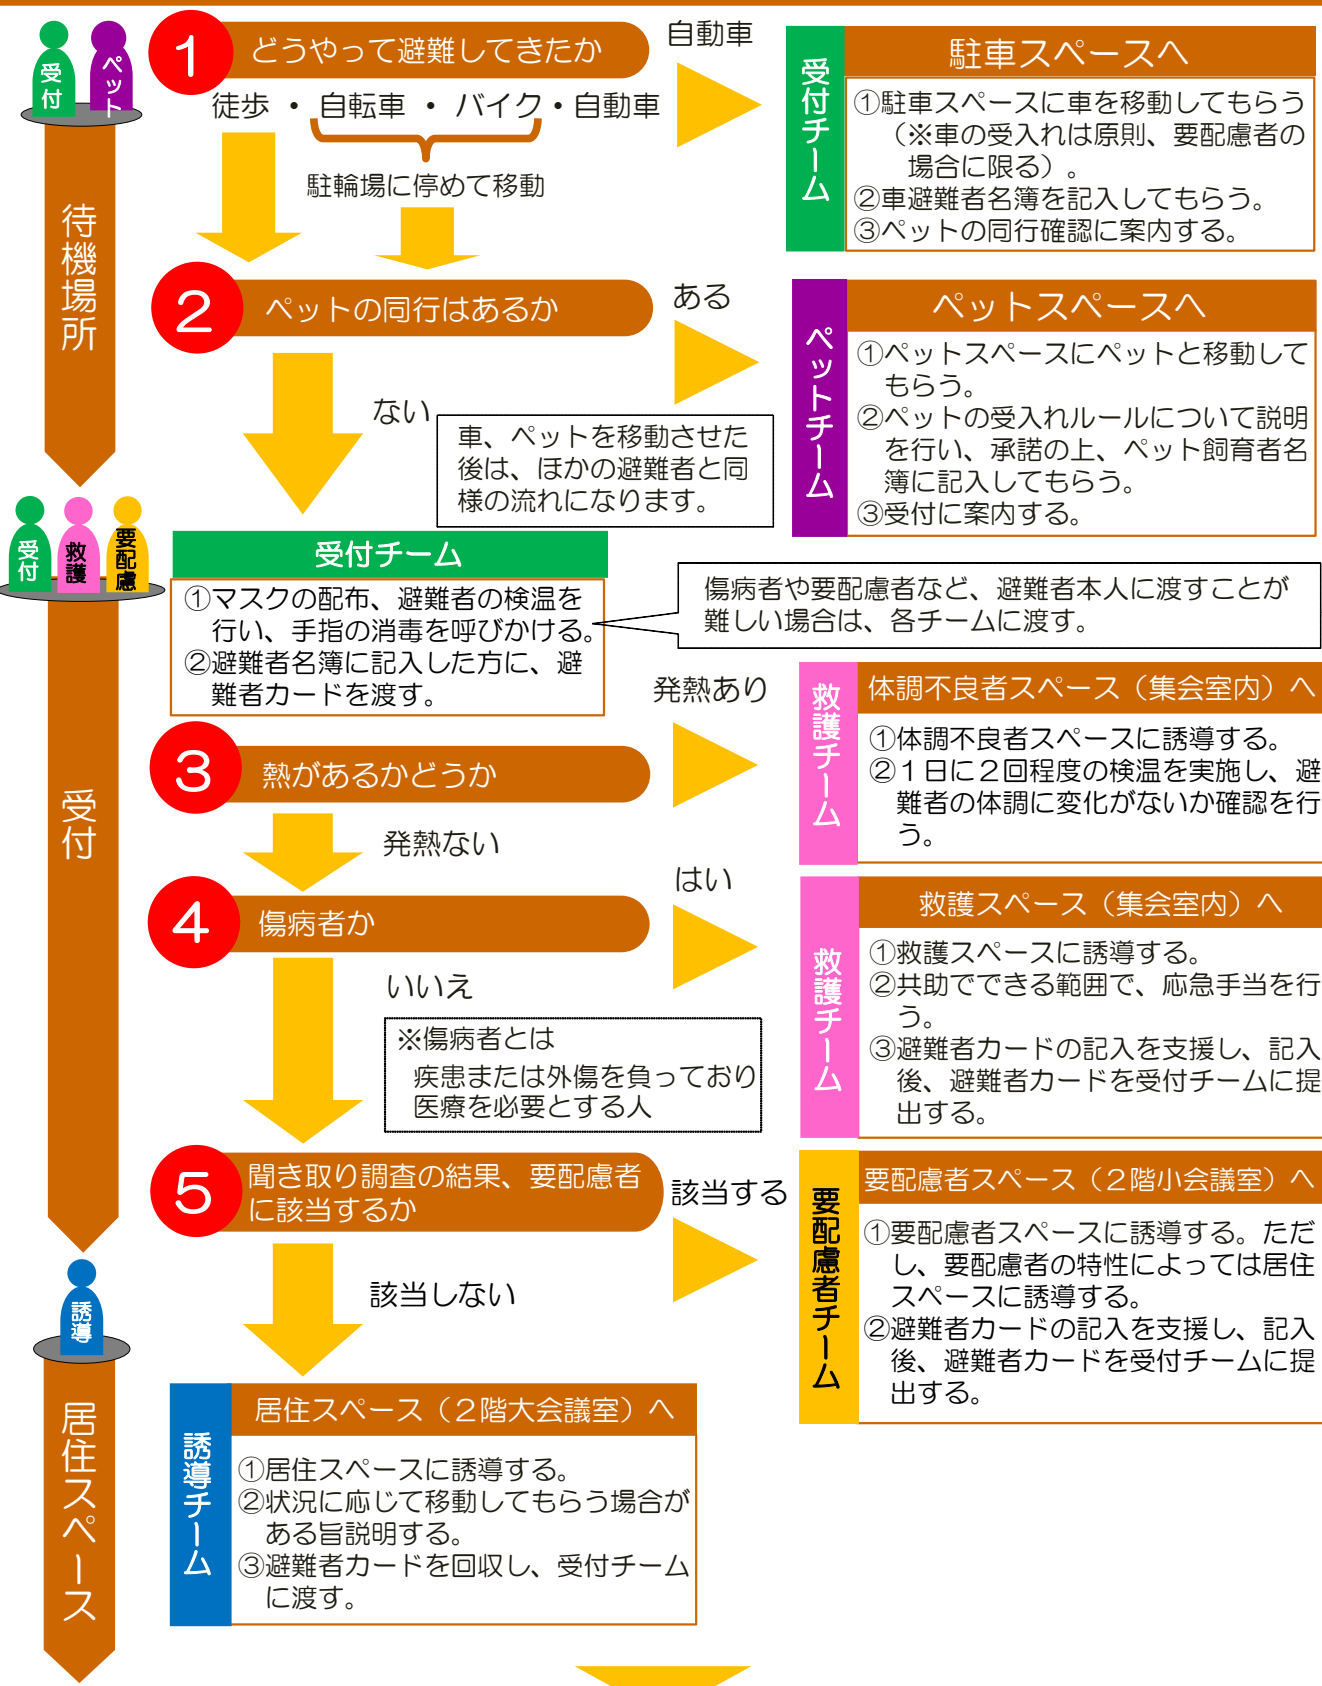 受付
ペット
待機場所
1
どうやって避難してきたか
自動車
徒歩 ・ 自転車 ・ バイク・自動車
駐輪場に停めて移動
受付チーム
駐車スペースへ
①駐車スペースに車を移動してもらう
（※車の受入れは原則、要配慮者の
場合に限る）。
②車避難者名簿を記入してもらう。
③ペットの同行確認に案内する。
2
ペットの同行はあるか
ある
ない
車、ペットを移動させた
後は、ほかの避難者と同
様の流れになります。
ペットチーム
ペットスペースへ
①ペットスペースにペットと移動して
もらう。
②ペットの受入れルールについて説明
を行い、承諾の上、ペット飼育者名
簿に記入してもらう。
③受付に案内する。
受付
救護
要配慮
受付
受付チーム
①マスクの配布、避難者の検温を
行い、手指の消毒を呼びかける。
②避難者名簿に記入した方に、避
難者カードを渡す。
傷病者や要配慮者など、避難者本人に渡すことが
難しい場合は、各チームに渡す。
3
熱があるかどうか
発熱あり
発熱ない
救護チーム
体調不良者スペース（集会室内）へ
①体調不良者スペースに誘導する。
②１日に２回程度の検温を実施し、避
難者の体調に変化がないか確認を行
う。
4
傷病者か
はい
いいえ
※傷病者とは
疾患または外傷を負っており
医療を必要とする人
救護チーム
救護スペース（集会室内）へ
①救護スペースに誘導する。
②共助でできる範囲で、応急手当を行
う。
③避難者カードの記入を支援し、記入
後、避難者カードを受付チームに提
出する。
5
聞き取り調査の結果、要配慮者
に該当するか
該当する
該当しない
要配慮者チーム
要配慮者スペース（２階小会議室）へ
①要配慮者スペースに誘導する。ただ
し、要配慮者の特性によっては居住
スペースに誘導する。
②避難者カードの記入を支援し、記入
後、避難者カードを受付チームに提
出する。
誘導
居住スペース
誘導チーム
居住スペース（２階大会議室）へ
①居住スペースに誘導する。
②状況に応じて移動してもらう場合が
ある旨説明する。
③避難者カードを回収し、受付チーム
に渡す。